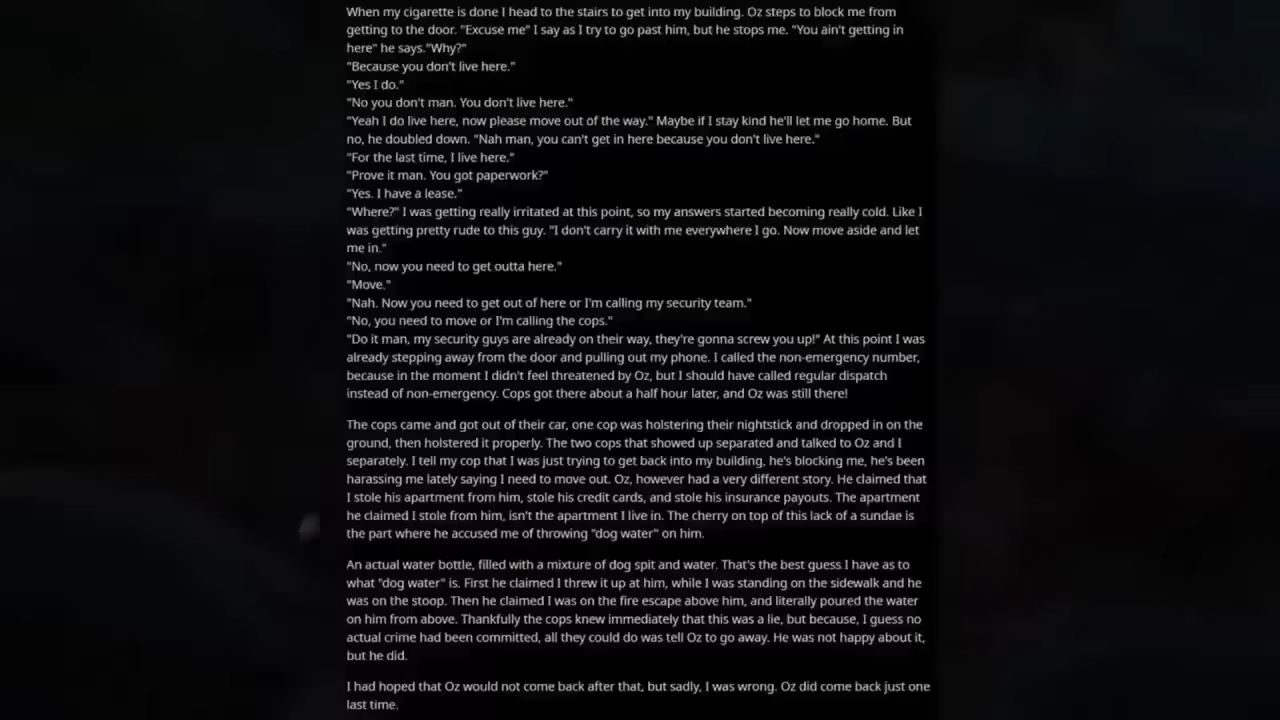 When my cigarette is done I head to the stairs to get into my building. Oz steps to block me from
getting to the door. "Excuse me" I say as I try to go past him, but he stops me. "You ain't getting in
here" he says."Why?"
"Because you don't live here."
"Yes I do."
"No you don't man. You don't live here."
"Yeah I do live here, now please move out of the way." Maybe if I stay kind he'll let me go home. But
no, he doubled down. "Nah man, you can't get in here because you don't live here."
"For the last time, I live here."
"Prove it man. You got paperwork?"
"Yes. I have a lease."
"Where?" I was getting really irritated at this point, so my answers started becoming really cold. Like I
was getting pretty rude to this guy. "I don't carry it with me everywhere I go. Now move aside and let
me in."
"No, now you need to get outta here."
"Move."
"Nah. Now you need to get out of here or I'm calling my security team."
"No, you need to move or I'm calling the cops."
"Do it man, my security guys are already on their way, they're gonna screw you up!" At this point I was
already stepping away from the door and pulling out my phone. I called the non-emergency number,
because in the moment I didn't feel threatened by Oz, but I should have called regular dispatch
instead of non-emergency. Cops got there about a half hour later, and Oz was still there!
The cops came and got out of their car, one cop was holstering their nightstick and dropped in on the
ground, then holstered it properly. The two cops that showed up separated and talked to Oz and I
separately. I tell my cop that I was just trying to get back into my building, he's blocking me, he's been
harassing me lately saying I need to move out. Oz, however had a very different story. He claimed that
I stole his apartment from him, stole his credit cards, and stole his insurance payouts. The apartment
he claimed I stole from him, isn't the apartment I live in. The cherry on top of this lack of a sundae is
the part where he accused me of throwing "dog water" on him.
An actual water bottle, filled with a mixture of dog spit and water. That's the best guess I have as to
what "dog water" is. First he claimed I threw it up at him, while I was standing on the sidewalk and he
was on the stoop. Then he claimed I was on the fire escape above him, and literally poured the water
on him from above. Thankfully the cops knew immediately that this was a lie, but because, I guess no
actual crime had been committed, all they could do was tell Oz to go away. He was not happy about it,
but he did.
I had hoped that Oz would not come back after that, but sadly, I was wrong. Oz did come back just one
last time.